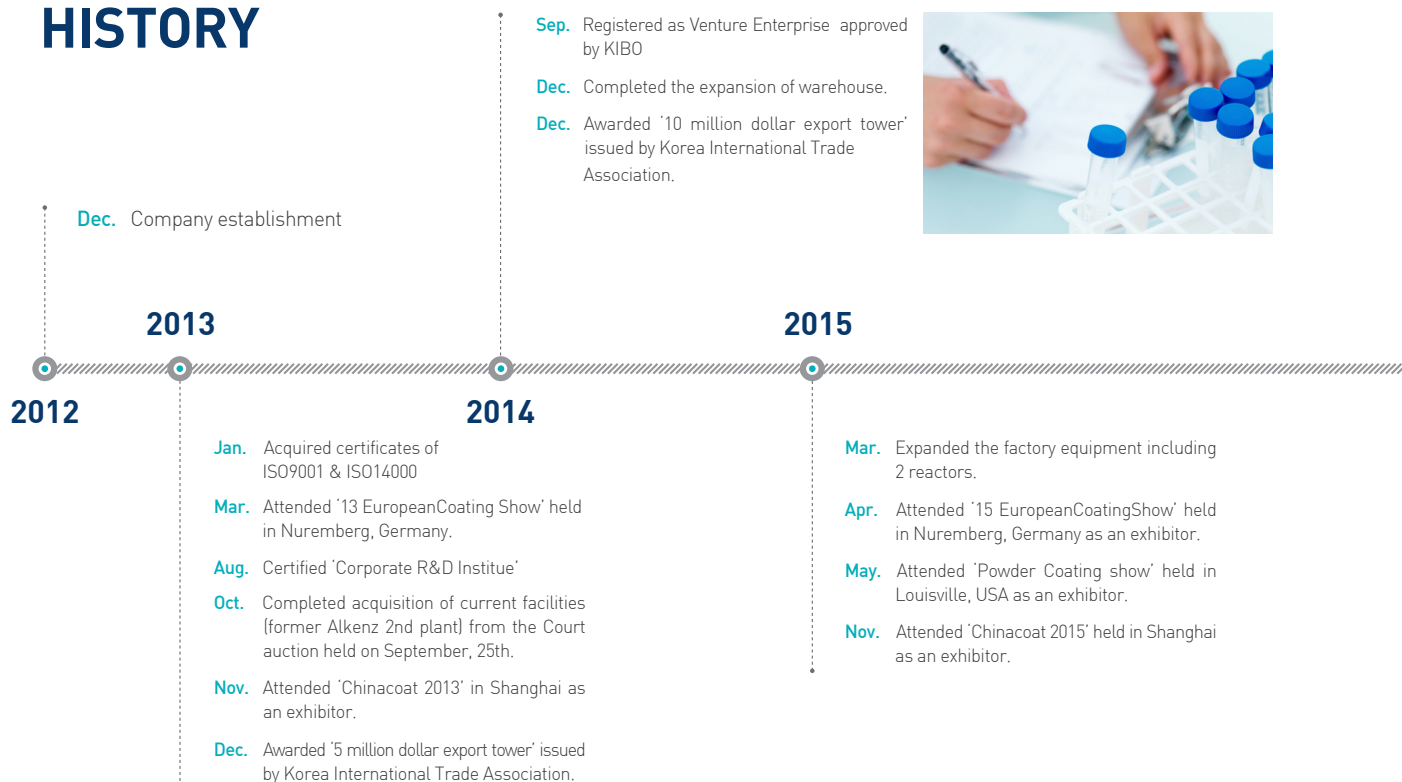 HISTORY
Sep. Registered as Venture Enterprise approved
by KIBO
Dec. Completed the expansion of warehouse.
Dec. Awarded '10 million dollar export tower'
issued by Korea International Trade
Association.
Dec. Company establishment
2013
2015
2012
2014
Jan. Acquired certificates of
ISO9001 & ISO14000
Mar. Attended '13 EuropeanCoating Show' held
in Nuremberg, Germany.
Aug. Certified 'Corporate R&D Institue'
Oct. Completed acquisition of current facilities
(former Alkenz 2nd plant) from the Court
auction held on September, 25th.
Nov. Attended 'Chinacoat 2013' in Shanghai as
an exhibitor.
Dec. Awarded '5 million dollar export tower' issued
by Korea International Trade Association.
Mar. Expanded the factory equipment including
2 reactors.
Apr. Attended '15 EuropeanCoatingShow' held
in Nuremberg, Germany as an exhibitor.
May. Attended 'Powder Coating show' held in
Louisville, USA as an exhibitor.
Nov. Attended 'Chinacoat 2015' held in Shanghai
as an exhibitor.